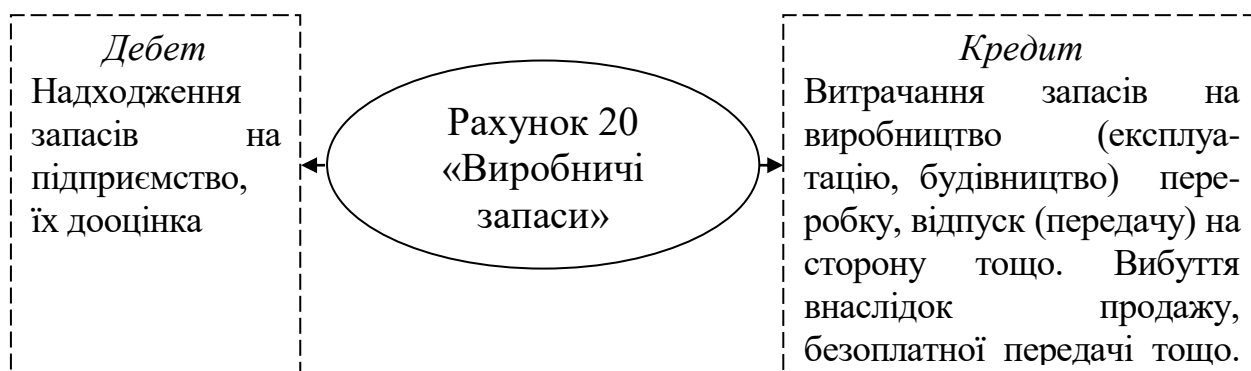 Дебет
Надходження
запасів на
підприємство,
їх дооцінка
Рахунок 20
«Виробничі
запаси»
Кредит
Витрачання запасів на
виробництво (експлуа-
тацію, будівництво) пере-
робку, відпуск (передачу) на
сторону тощо. Вибуття
внаслідок продажу,
безоплатної передачі тощо.